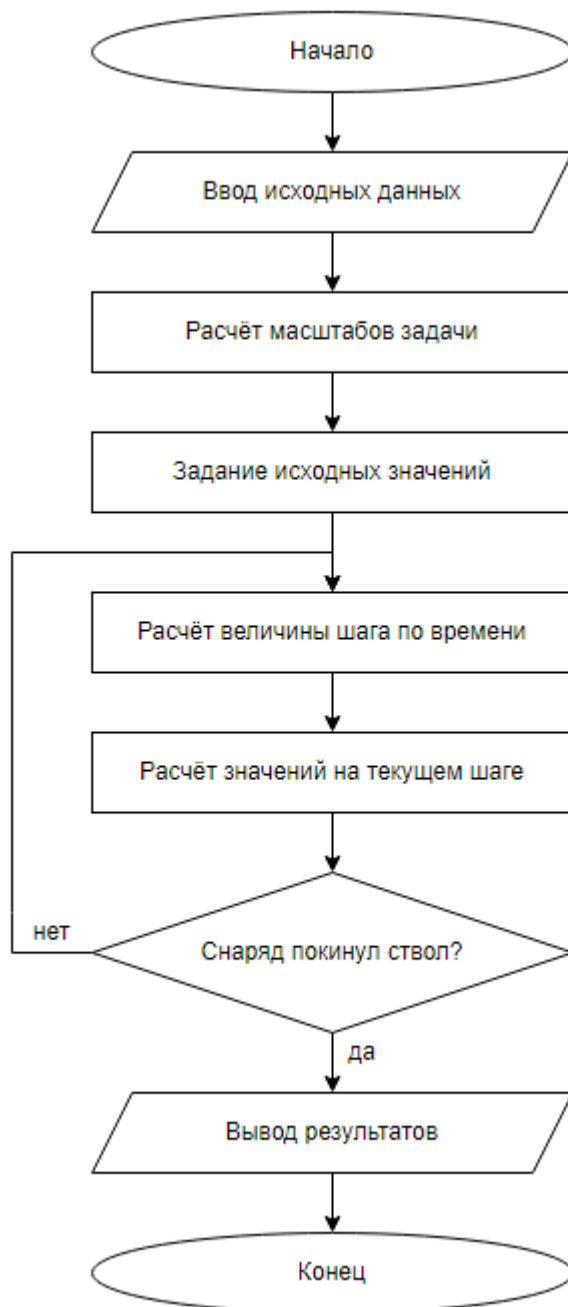 Начало
Ввод исходных данных
Расчёт масштабов задачи
Задание исходных значений
Расчёт величины шага по времени
Расчёт значений на текущем шаге
Снаряд покинул ствол?
нет
да
Вывод результатов
Конец